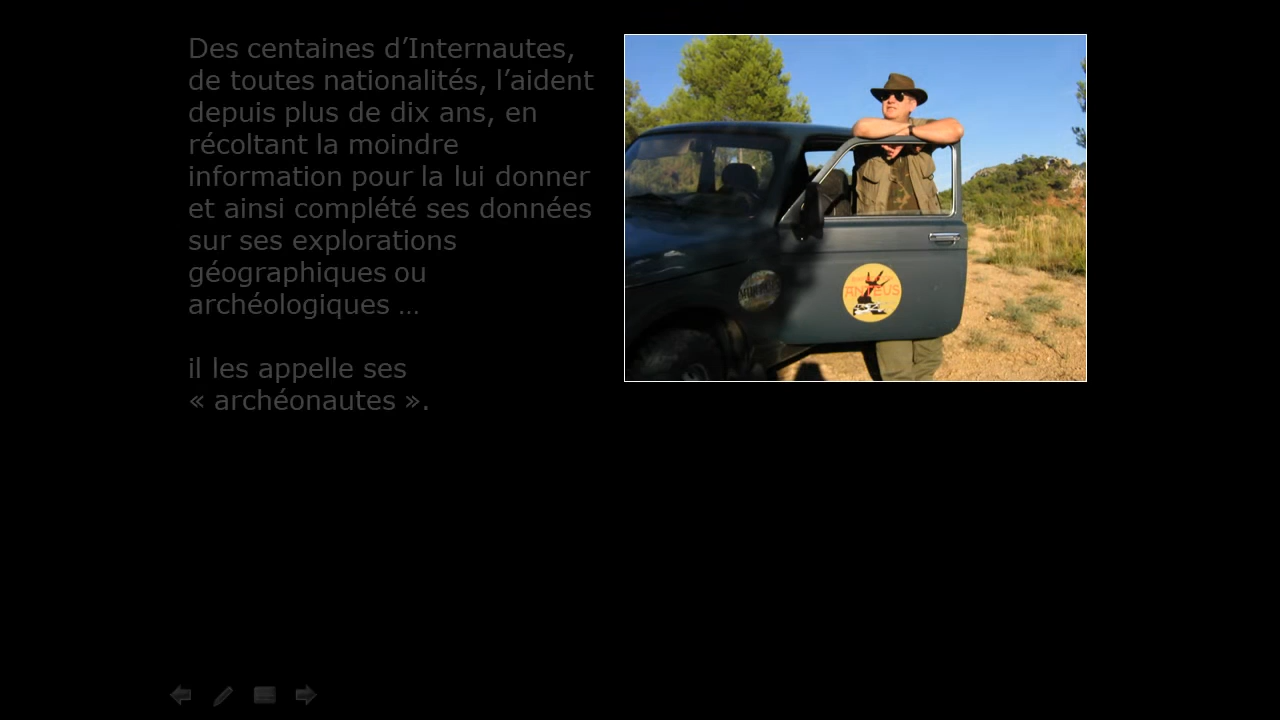 Des centaines d’Internautes,
de toutes nationalités, l’aident
depuis plus de dix ans, en
récoltant la moindre
information pour la lui donner
et ainsi complété ses données
sur ses explorations
géographiques ou
archéologiques …
il les appelle ses
« archéonautes ».
ANTEUS